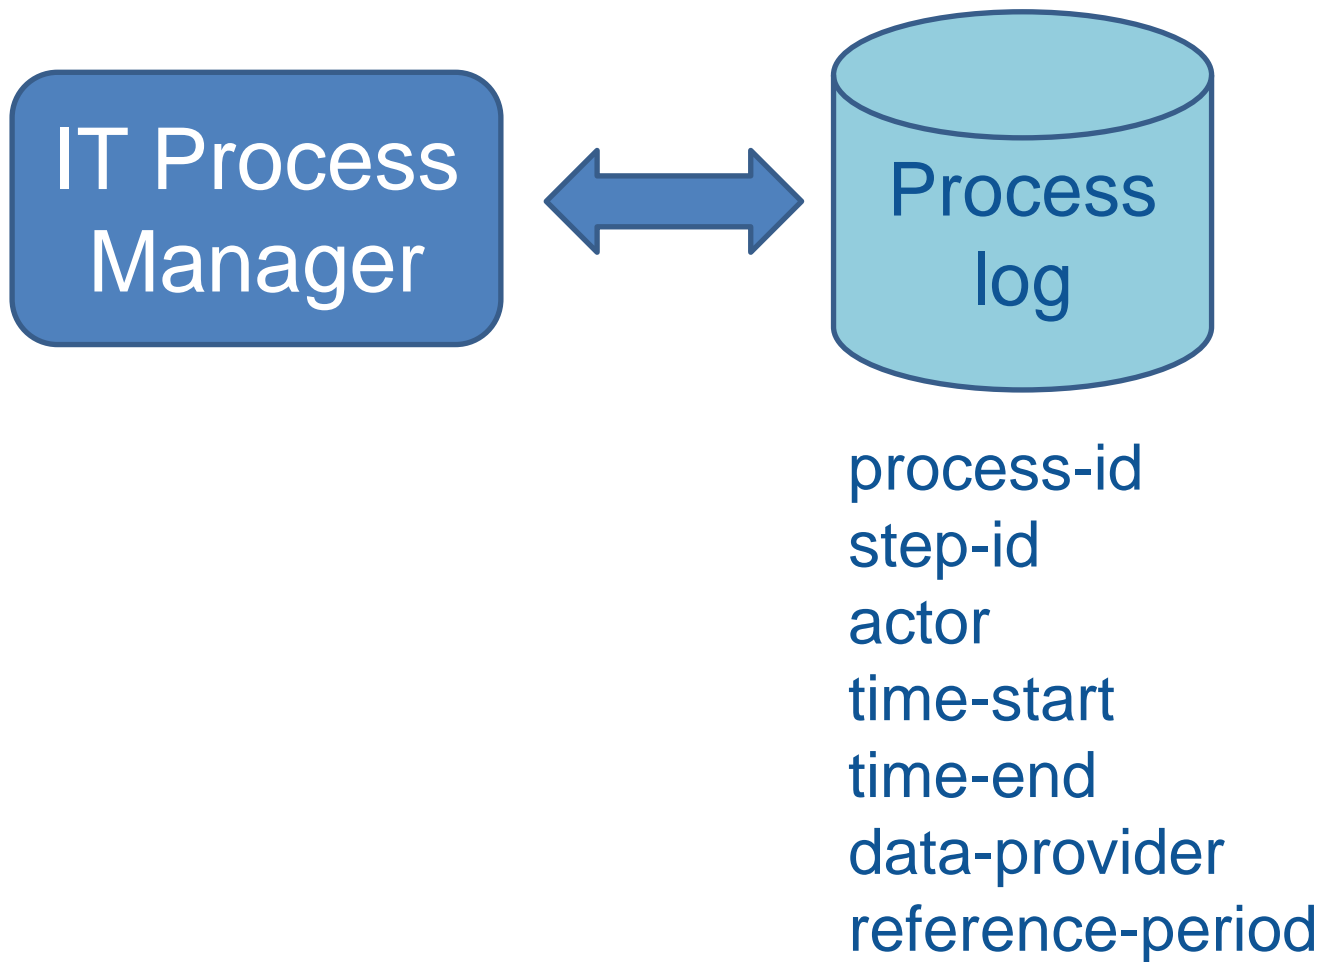 IT Process
Manager
Process
log
process-id
step-id
actor
time-start
time-end
data-provider
reference-period